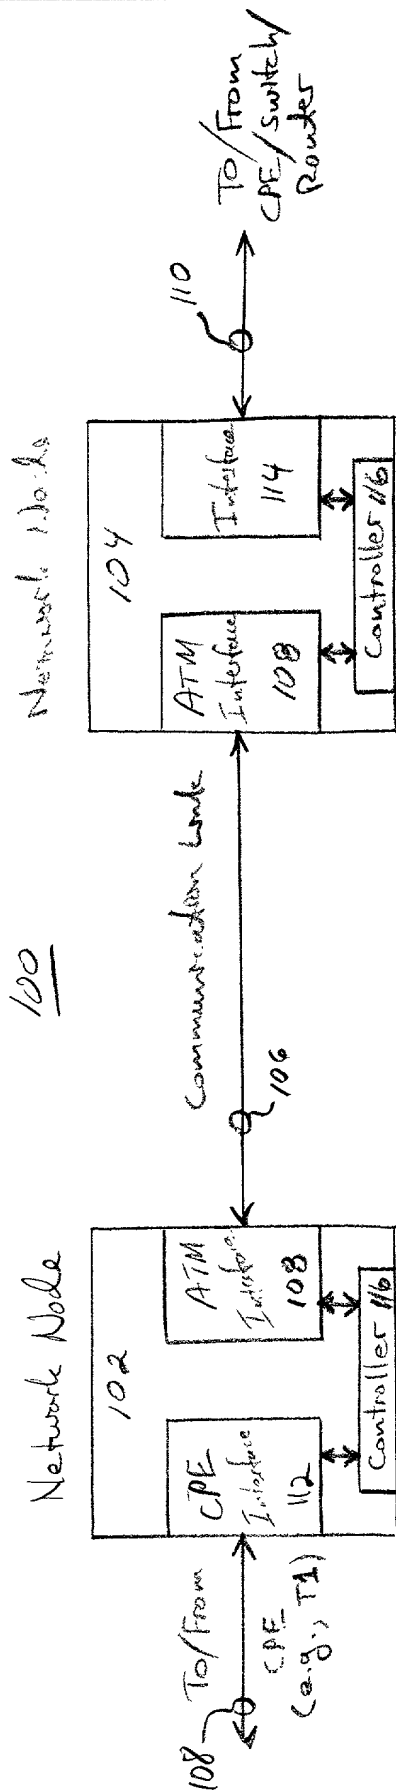 100
Network Node
Network Node
102
104
CPE
Interface
112
ATM
Interface
108
ATM
Interface
108
Interface
114
Controller 116
Controller 116
108
To/From
CPE
(e.g., T1)
Communication Link
106
110
To/From
CPE/switch/
Router